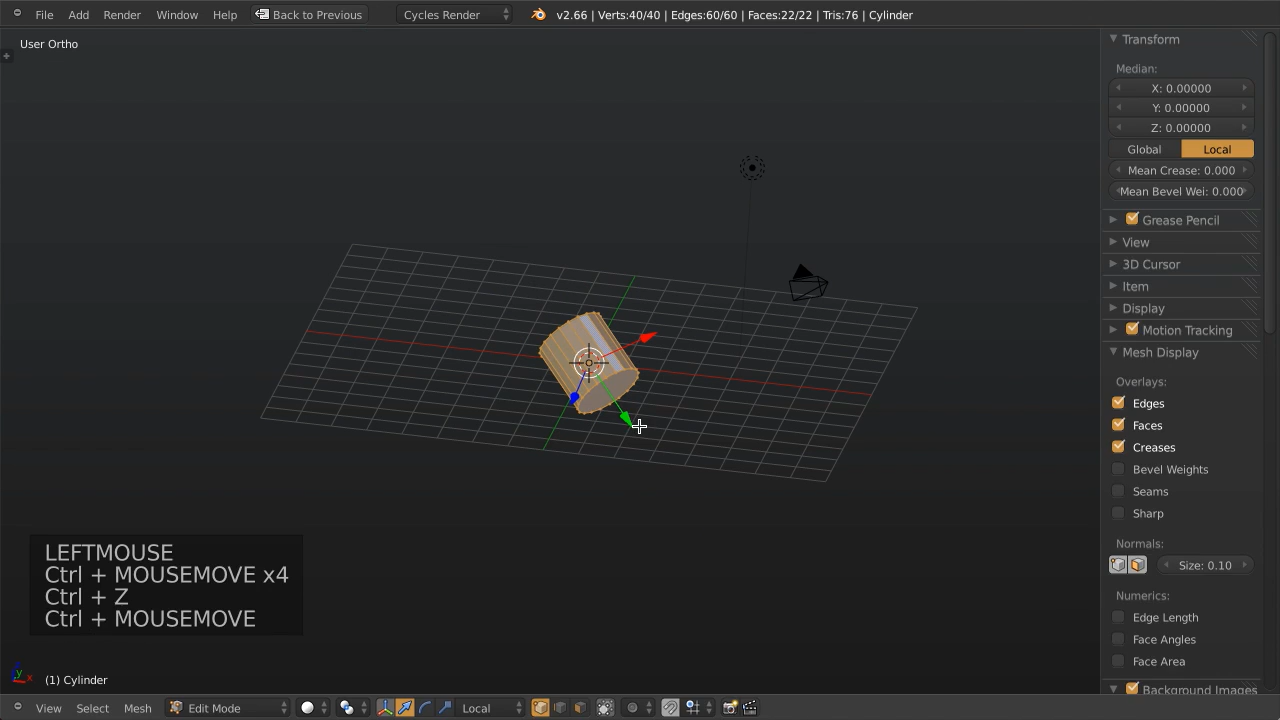 File Add Render Window Help Back to Previous Cycles Render v2.66 | Verts:40/40 | Edges:60/60 | Faces:22/22 | Tris:76 | Cylinder
User Ortho
Transform
Median:
X: 0.00000
Y: 0.00000
Z: 0.00000
Global Local
Mean Crease: 0.000
Mean Bevel Wei: 0.000
Grease Pencil
View
3D Cursor
Item
Display
Motion Tracking
Mesh Display
Overlays:
Edges
Faces
Creases
Bevel Weights
Seams
Sharp
Normals:
Size: 0.10
Numerics:
Edge Length
Face Angles
Face Area
Background Images
LEFTMOUSE
Ctrl + MOUSEMOVE x4
Ctrl + Z
Ctrl + MOUSEMOVE
y x
(1) Cylinder
View Select Mesh Edit Mode Local